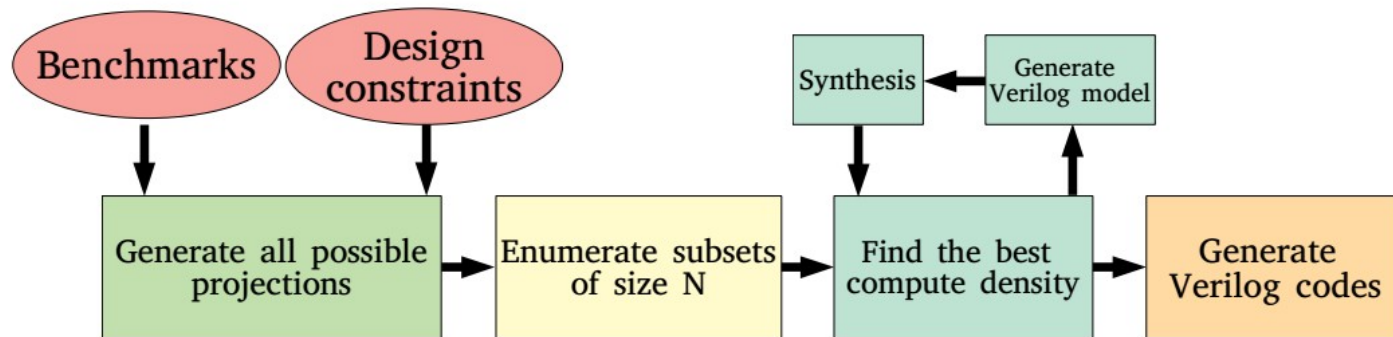 Benchmarks
Design
constraints
Synthesis
Generate
Verilog model
Generate all possible
projections
Enumerate subsets
of size N
Find the best
compute density
Generate
Verilog codes